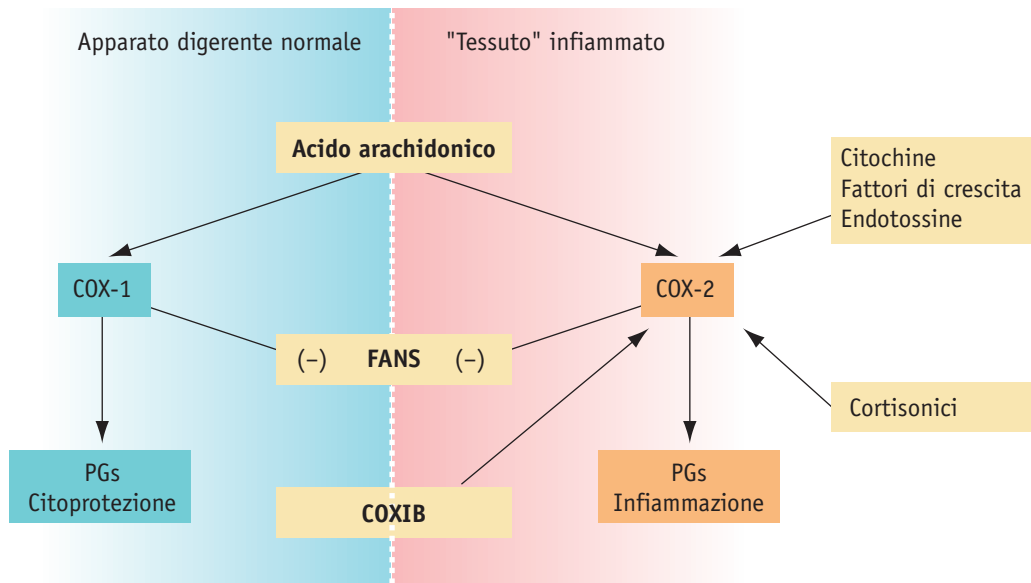 Apparato digerente normale
"Tessuto" infiammato
Acido arachidonico
Citochine
Fattori di crescita
Endotossine
COX-1
COX-2
(–) FANS (–)
Cortisonici
PGs
Citoprotezione
COXIB
PGs
Infiammazione